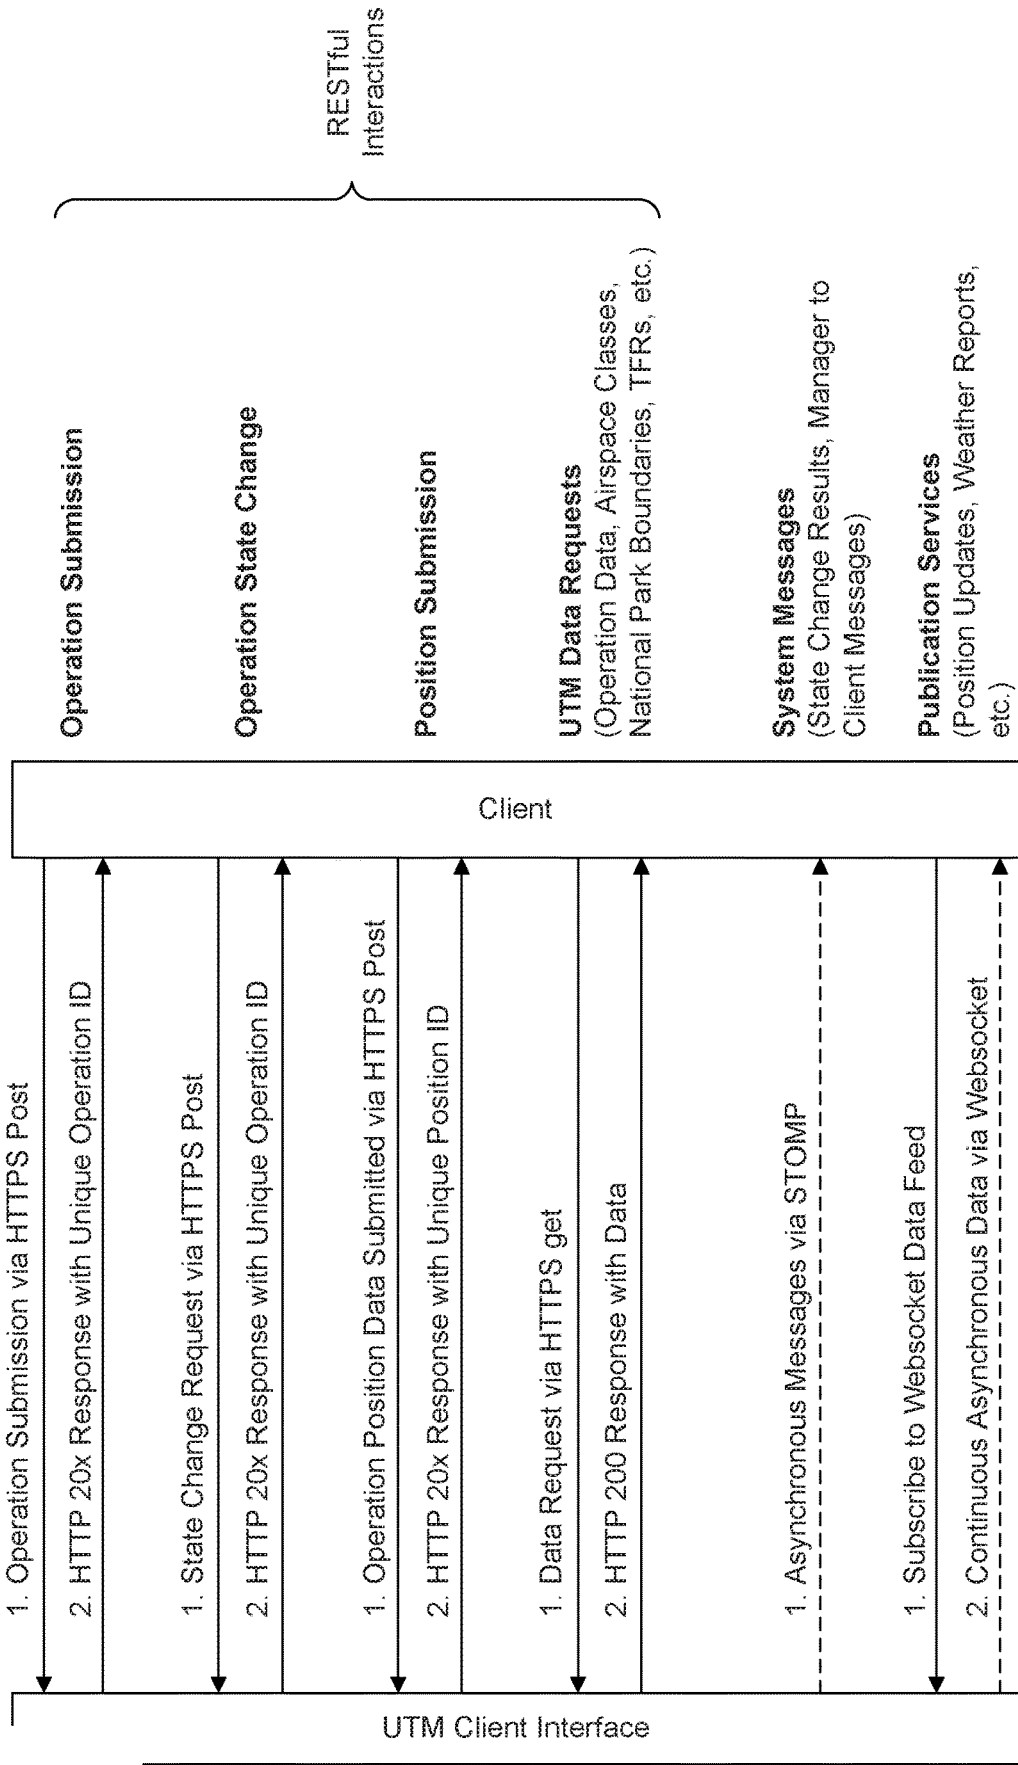 RESTful
Interactions
Operation Submission
Operation State Change
Position Submission
UTM Data Requests
(Operation Data, Airspace Classes,
National Park Boundaries, TFRs, etc.)
System Messages
(State Change Results, Manager to
Client Messages)
Publication Services
(Position Updates, Weather Reports,
etc.)
Client
1. Operation Submission via HTTPS Post
2. HTTP 20x Response with Unique Operation ID
1. State Change Request via HTTPS Post
2. HTTP 20x Response with Unique Operation ID
1. Operation Position Data Submitted via HTTPS Post
2. HTTP 20x Response with Unique Position ID
1. Data Request via HTTPS get
2. HTTP 200 Response with Data
1. Asynchronous Messages via STOMP
1. Subscribe to Websocket Data Feed
2. Continuous Asynchronous Data via Websocket
UTM Client Interface